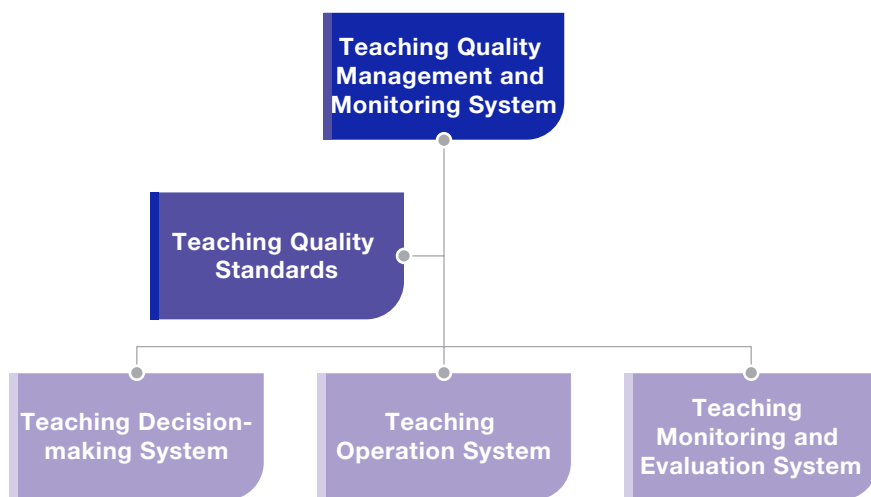 Teaching Quality
Management and
Monitoring System
Teaching Quality
Standards
Teaching Decision-
making System
Teaching
Operation System
Teaching
Monitoring and
Evaluation System